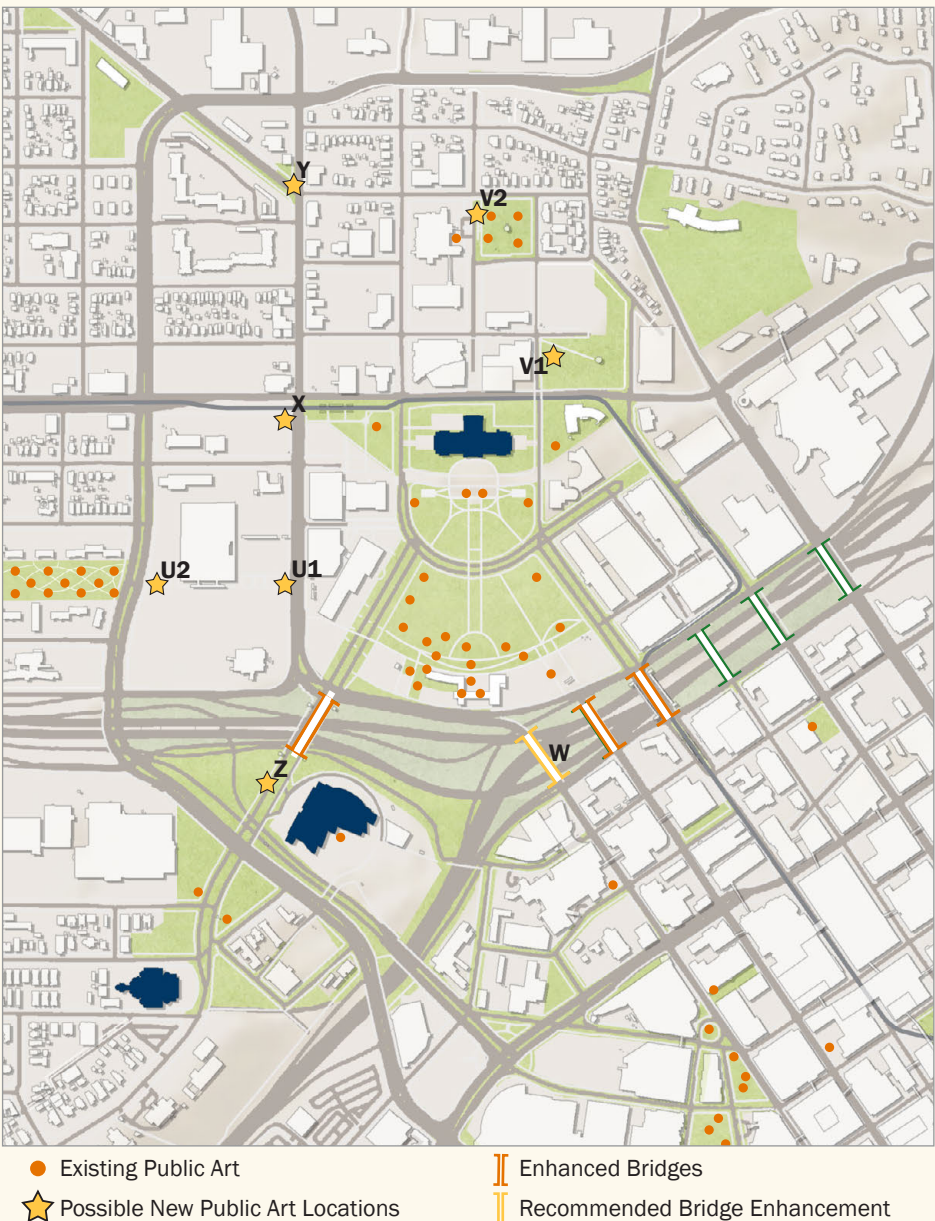 Y
V2
V1
X
U2
U1
W
Z
Existing Public Art
Enhanced Bridges
Possible New Public Art Locations
Recommended Bridge Enhancement